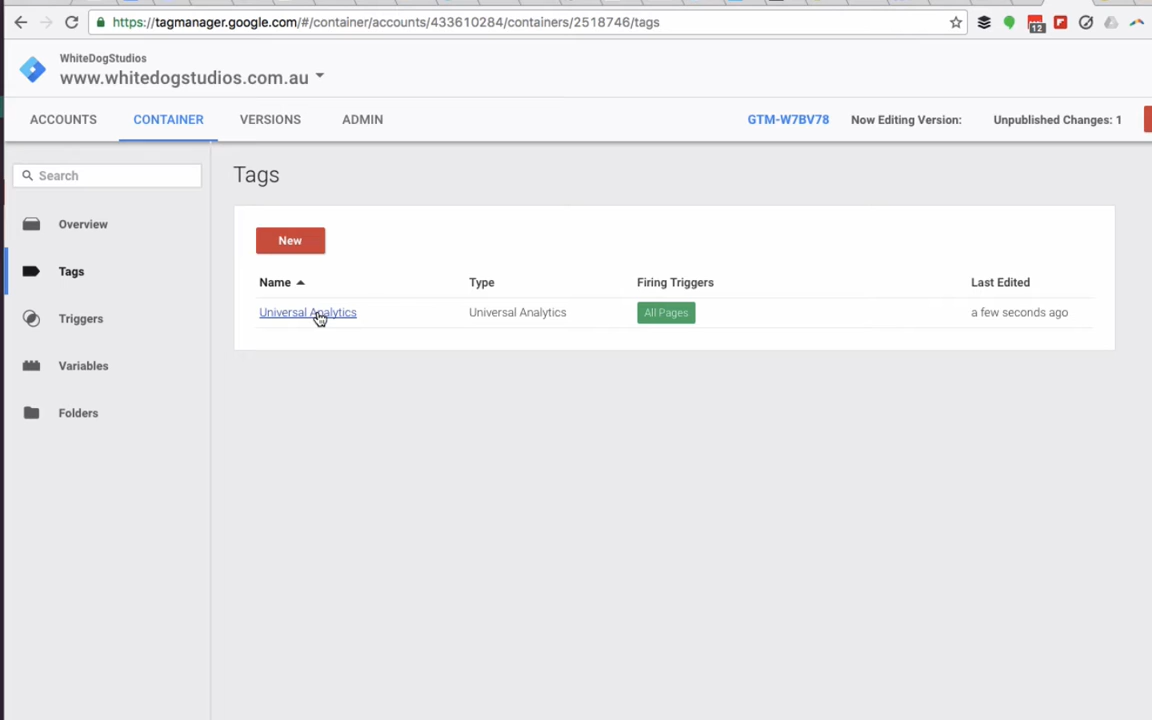 https://tagmanager.google.com/#/container/accounts/433610284/containers/2518746/tags
12
WhiteDogStudios
www.whitedogstudios.com.au
ACCOUNTS CONTAINER VERSIONS ADMIN GTM-W7BV78 Now Editing Version: Unpublished Changes: 1
Search
Tags
Overview
New
Tags
Name Type Firing Triggers Last Edited
Universal Analytics Universal Analytics All Pages a few seconds ago
Triggers
Variables
Folders